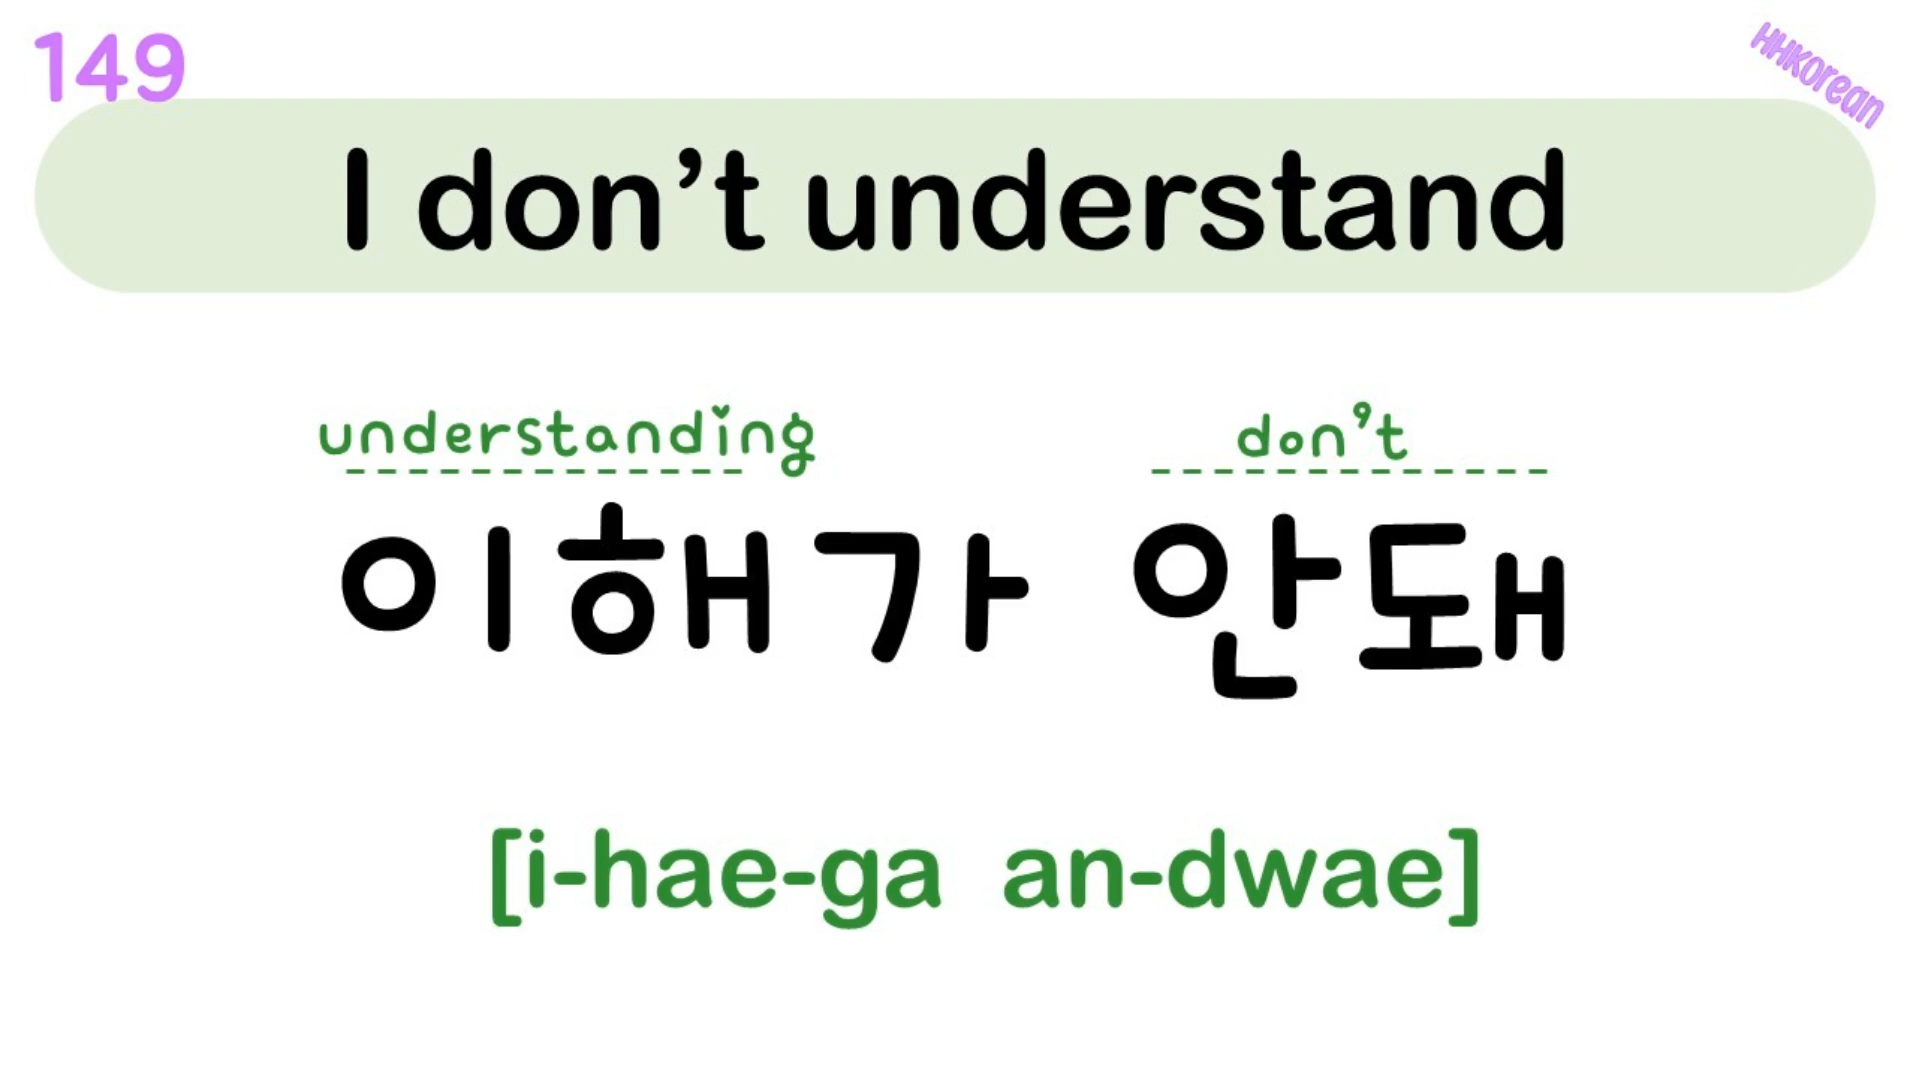 149
HHKorean
I don’t understand
understanding don’t
이해가 안돼
[i-hae-ga an-dwae]